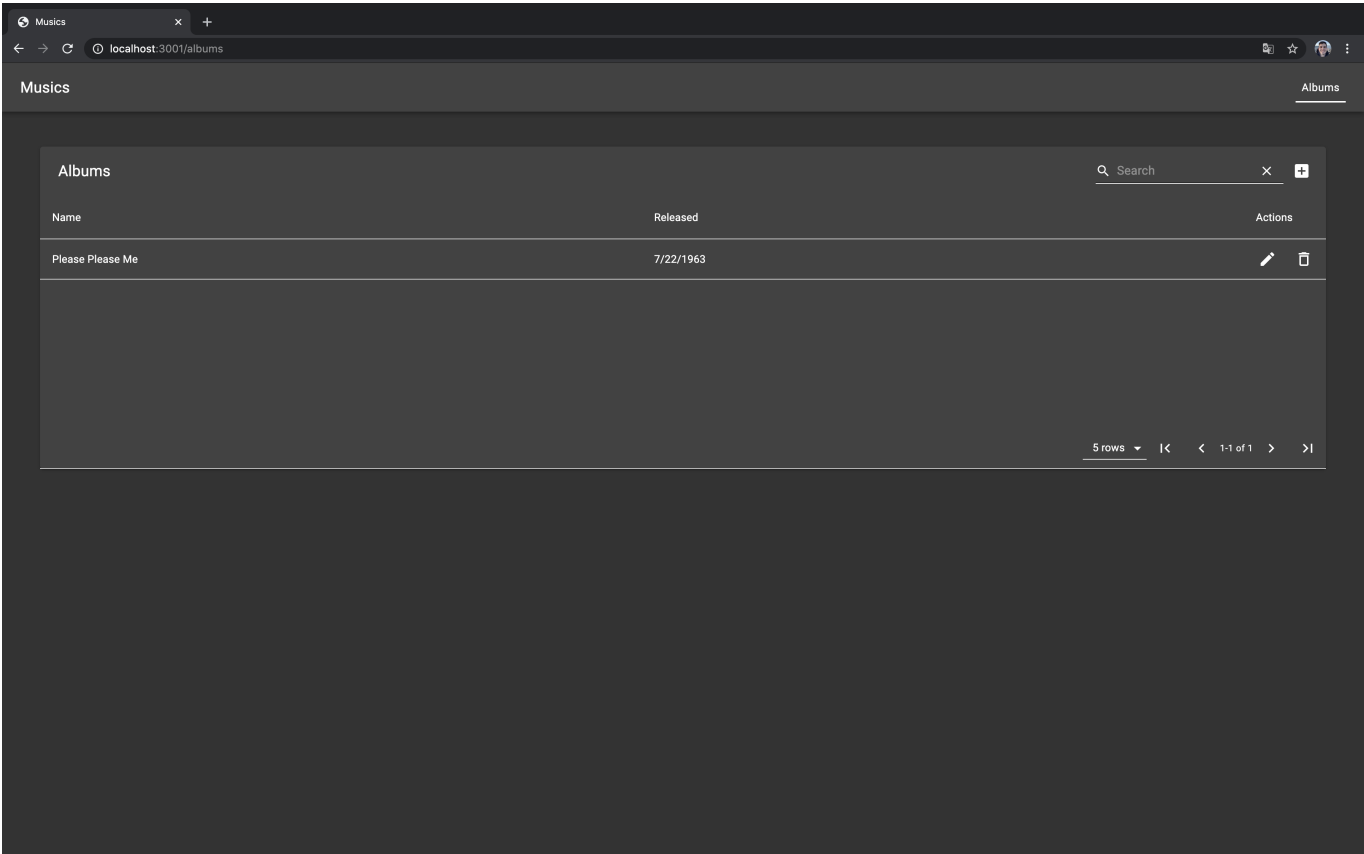 Musics
localhost:3001/albums
Musics Albums
Albums Search
Name Released Actions
Please Please Me 7/22/1963
5 rows 1-1 of 1